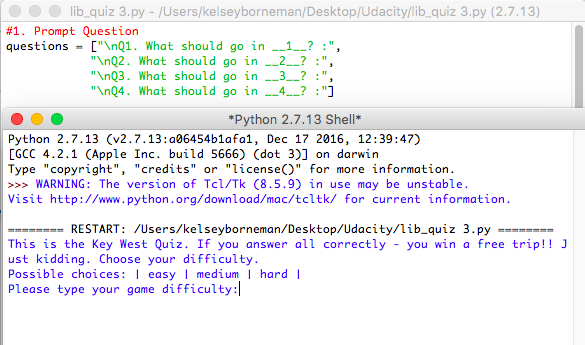 lib_quiz 3.py - /Users/kelseyborneman/Desktop/Udacity/lib_quiz 3.py (2.7.13)
#1. Prompt Question
questions = ["\nQ1. What should go in __1__? :",
"\nQ2. What should go in __2__? :",
"\nQ3. What should go in __3__? :",
"\nQ4. What should go in __4__? :"]
*Python 2.7.13 Shell*
Python 2.7.13 (v2.7.13:a06454b1afa1, Dec 17 2016, 12:39:47)
[GCC 4.2.1 (Apple Inc. build 5666) (dot 3)] on darwin
Type "copyright", "credits" or "license()" for more information.
>>> WARNING: The version of Tcl/Tk (8.5.9) in use may be unstable.
Visit http://www.python.org/download/mac/tcltk/ for current information.
======== RESTART: /Users/kelseyborneman/Desktop/Udacity/lib_quiz 3.py ========
This is the Key West Quiz. If you answer all correctly - you win a free trip!! J
ust kidding. Choose your difficulty.
Possible choices: | easy | medium | hard |
Please type your game difficulty: